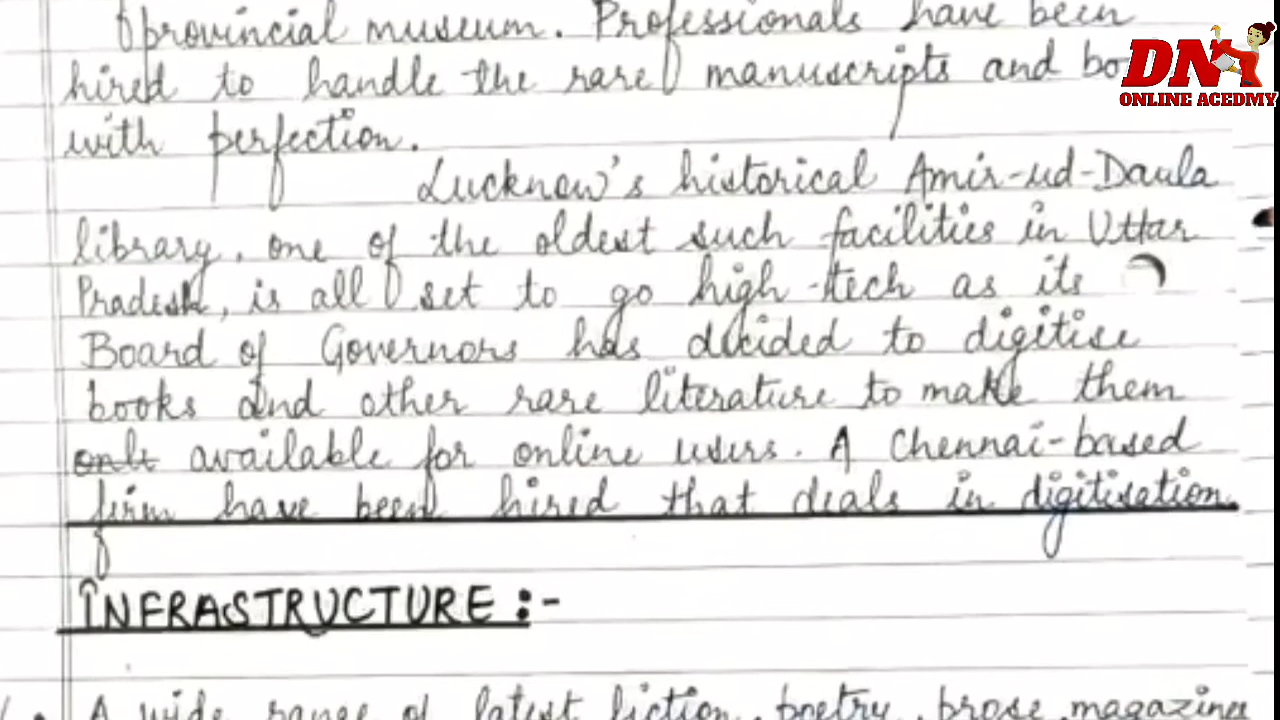 provincial museum. Professionals have been
hired to handle the rare manuscripts and
with perfection.
Lucknow's historical Amir-ud-Daula
library, one of the oldest such facilities in Uttar
Pradesh, is all set to go high-tech as its
Board of Governors has decided to digitise
books and other rare literature to make them
available for online users. A Chennai-based
firm have been hired that deals in digitisation.
INFRASTRUCTURE :-
A wide range of latest fiction, poetry, prose, magazine
DN
ONLINE ACEDMY